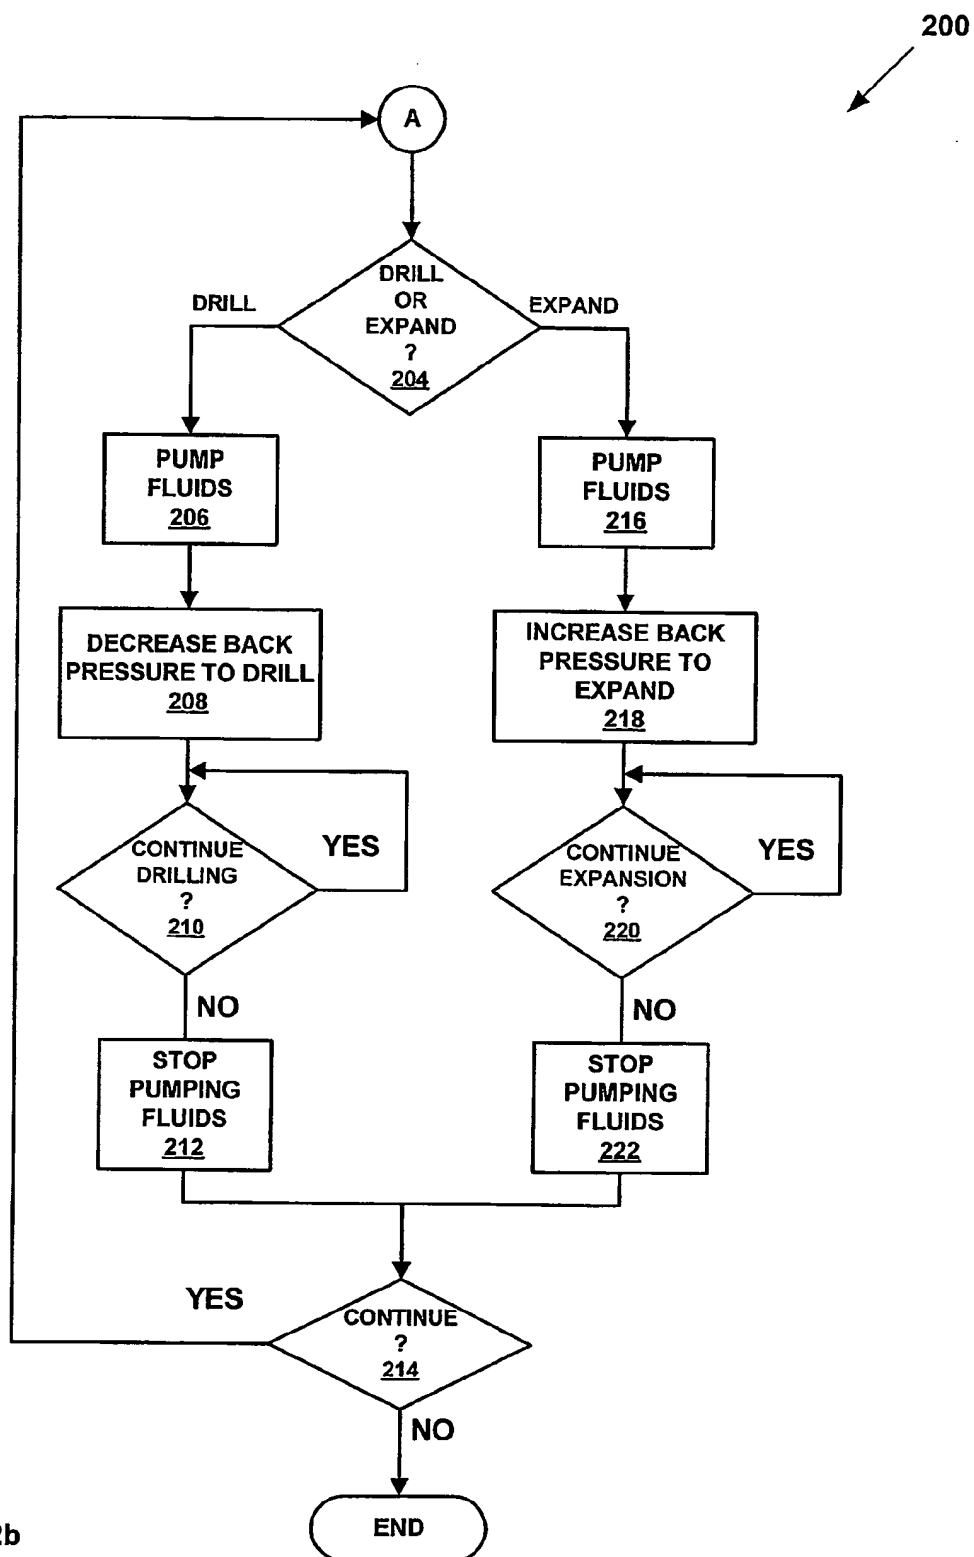 200
A
DRILL
OR
EXPAND
?
204
DRILL
EXPAND
PUMP
FLUIDS
206
PUMP
FLUIDS
216
DECREASE BACK
PRESSURE TO DRILL
208
INCREASE BACK
PRESSURE TO
EXPAND
218
CONTINUE
DRILLING
?
210
YES
CONTINUE
EXPANSION
?
220
YES
NO
NO
STOP
PUMPING
FLUIDS
212
STOP
PUMPING
FLUIDS
222
YES
CONTINUE
?
214
NO
END
2b